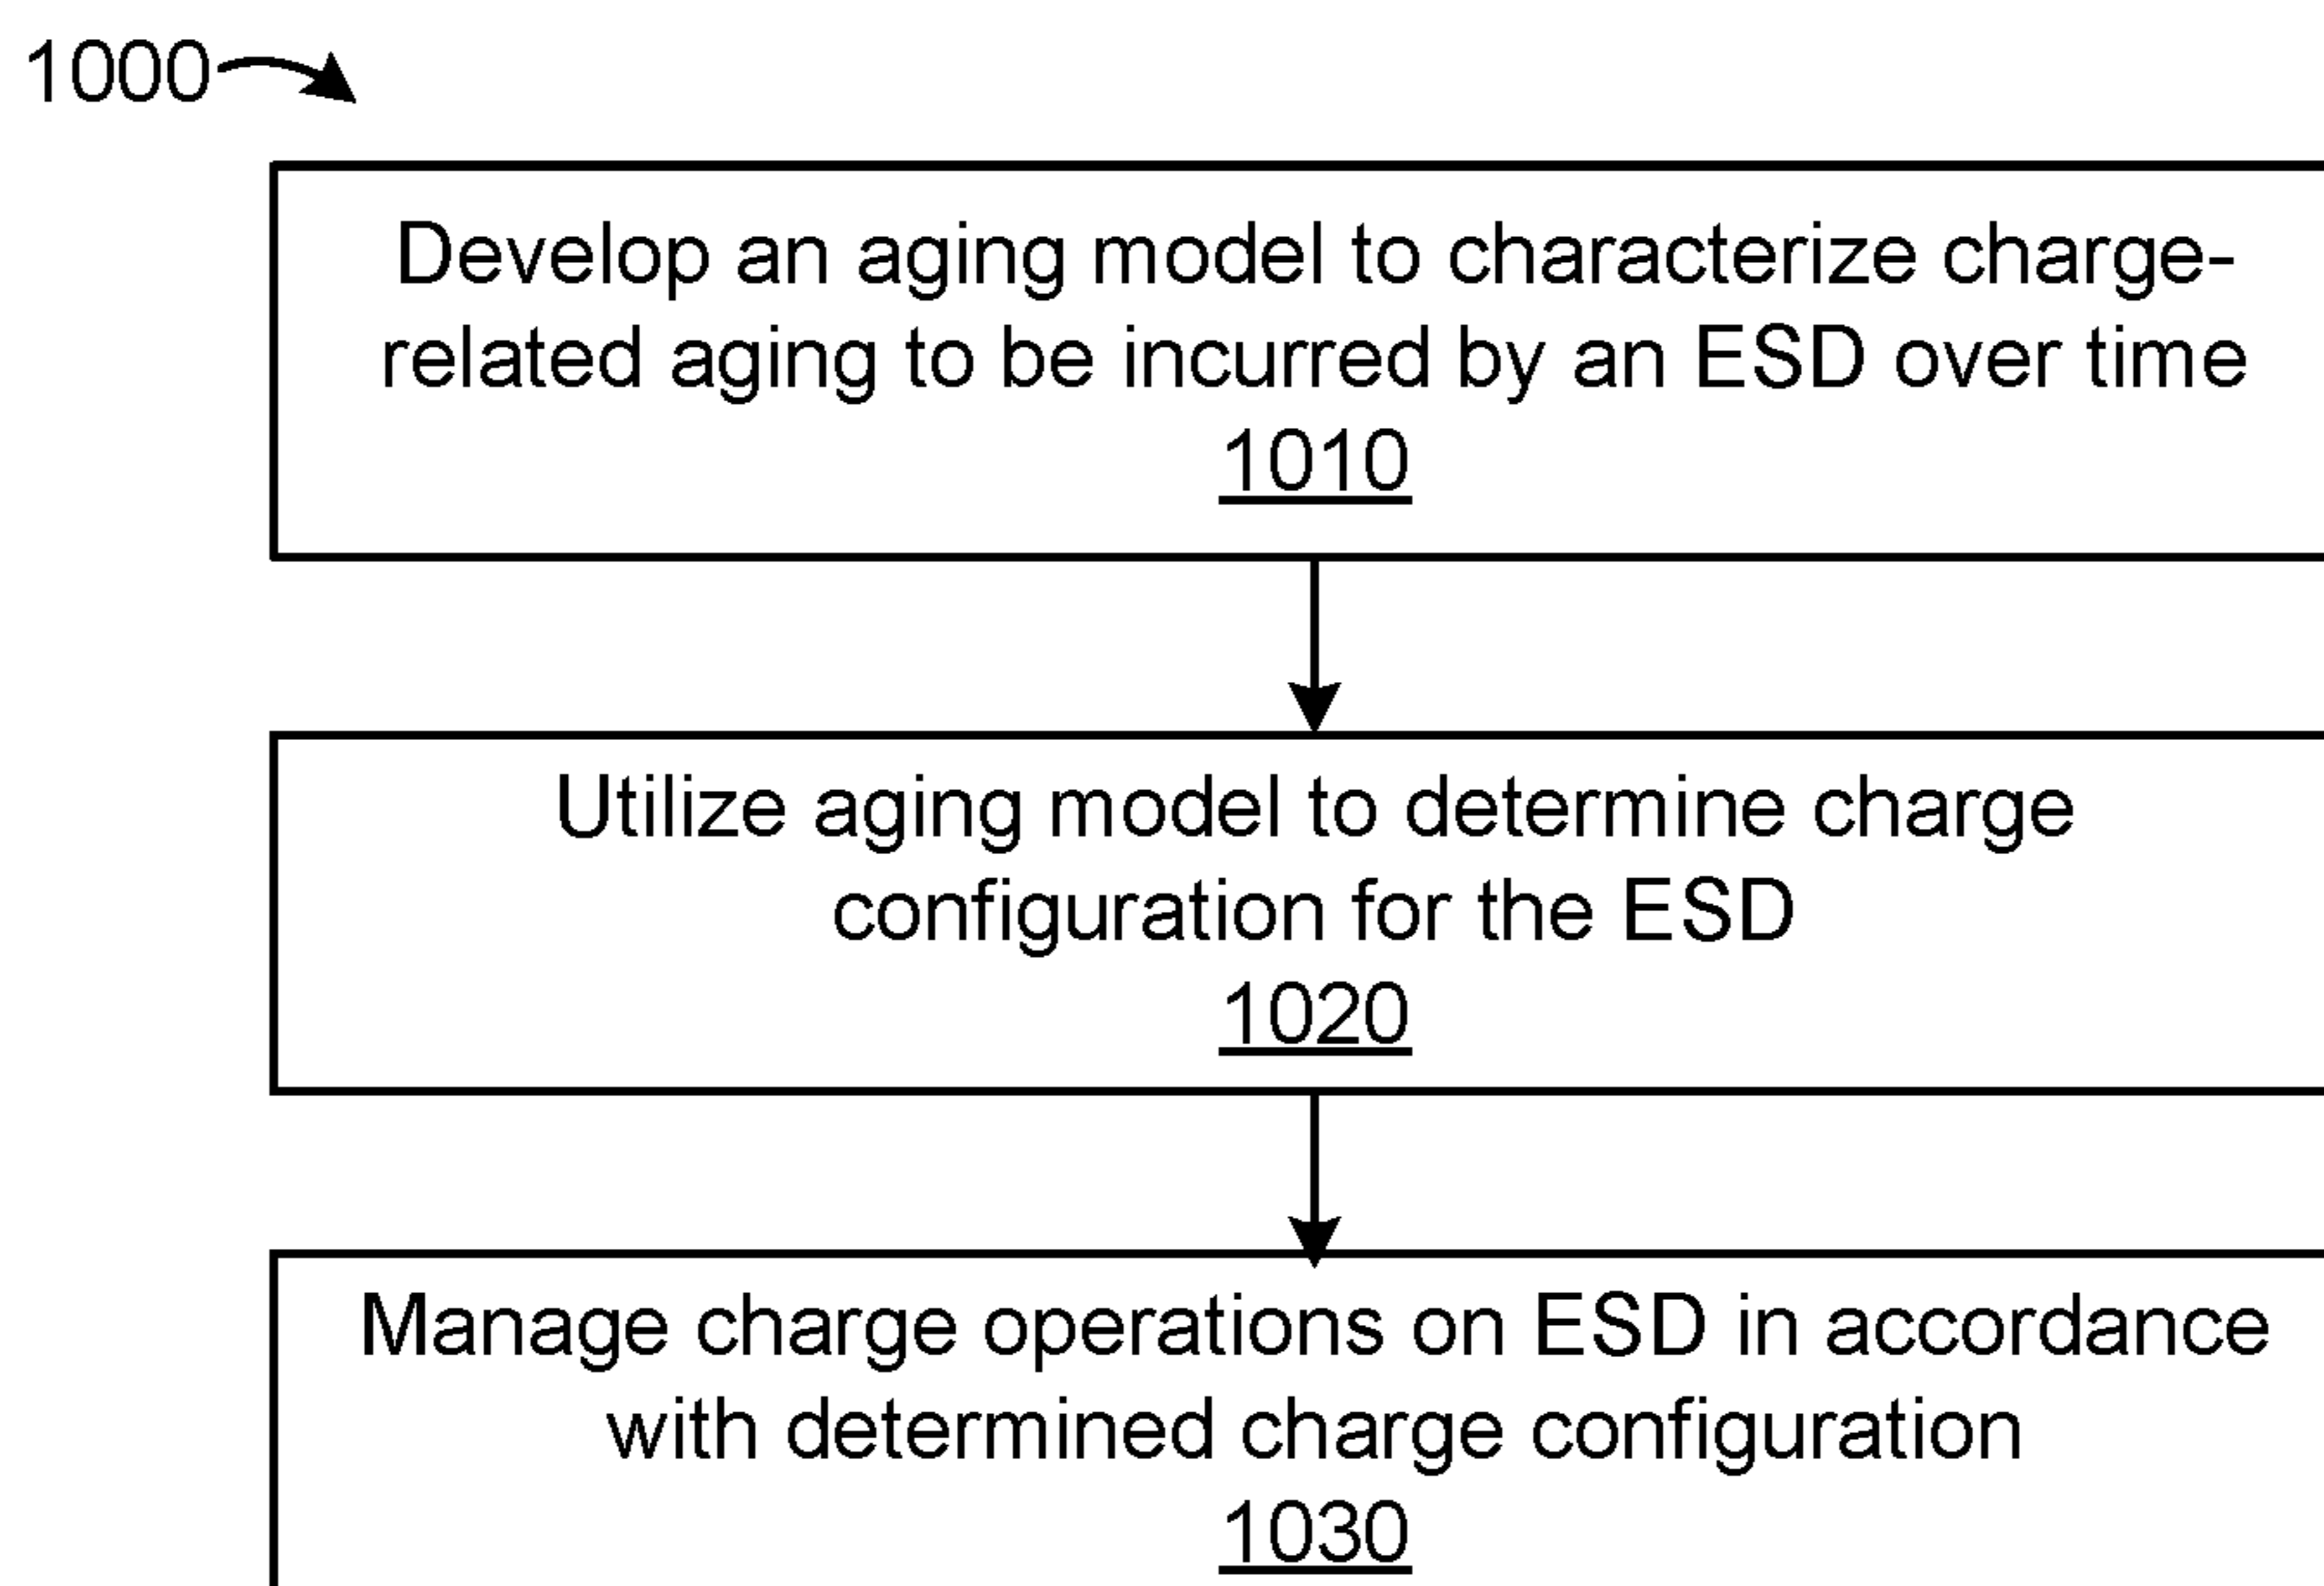 1000
Develop an aging model to characterize charge-
related aging to be incurred by an ESD over time
1010
Utilize aging model to determine charge
configuration for the ESD
1020
Manage charge operations on ESD in accordance
with determined charge configuration
1030